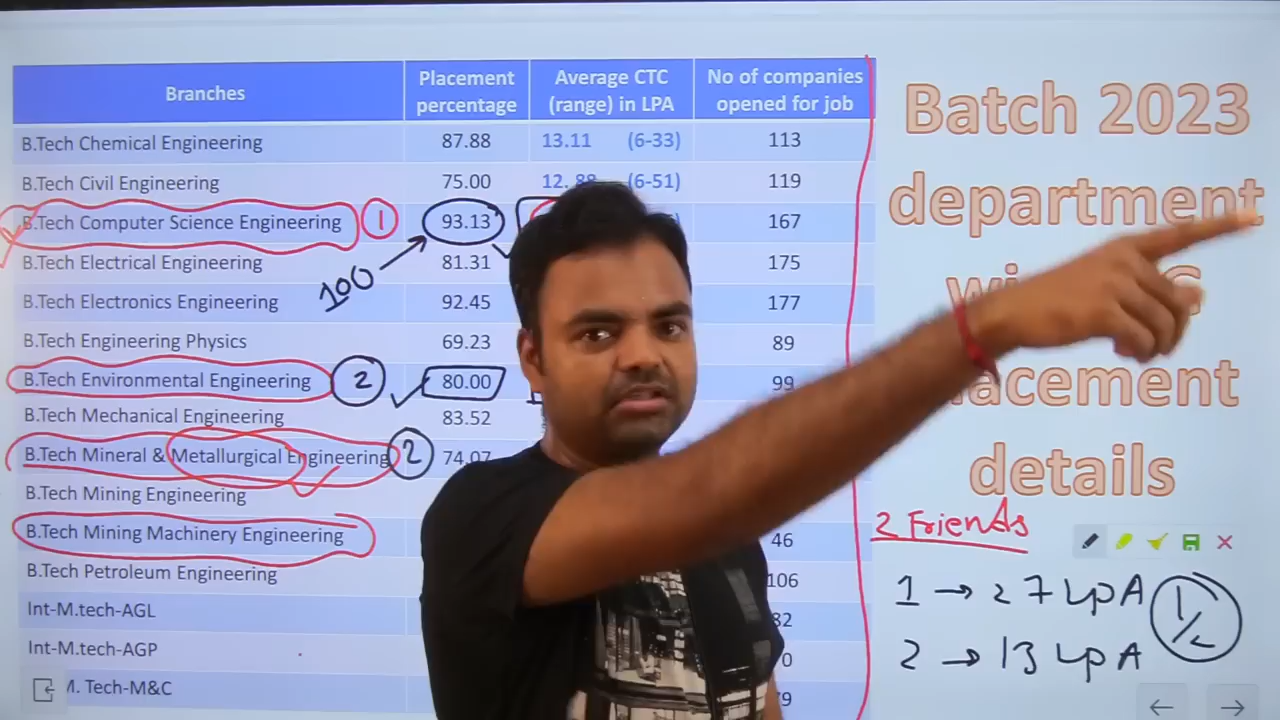 Branches Placement percentage Average CTC (range) in LPA No of companies opened for job
B.Tech Chemical Engineering 87.88 13.11 (6-33) 113
B.Tech Civil Engineering 75.00 12. 88 (6-51) 119
B.Tech Computer Science Engineering 1 93.13 167
B.Tech Electrical Engineering 81.31 175
100
B.Tech Electronics Engineering 92.45 177
B.Tech Engineering Physics 69.23 89
B.Tech Environmental Engineering 2 80.00 99
B.Tech Mechanical Engineering 83.52
B.Tech Mineral & Metallurgical Engineering 2 74.07
B.Tech Mining Engineering
B.Tech Mining Machinery Engineering 46
B.Tech Petroleum Engineering 106
Int-M.tech-AGL
Int-M.tech-AGP
M. Tech-M&C
Batch 2023
department
details
2 Friends
1 → 27 LPA
2 → 13 LPA
1/2